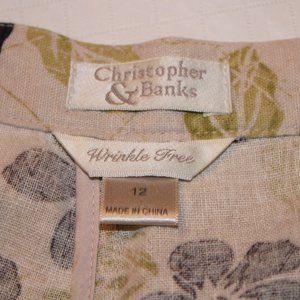 Christopher
& Banks
Wrinkle Free
12
MADE IN CHINA